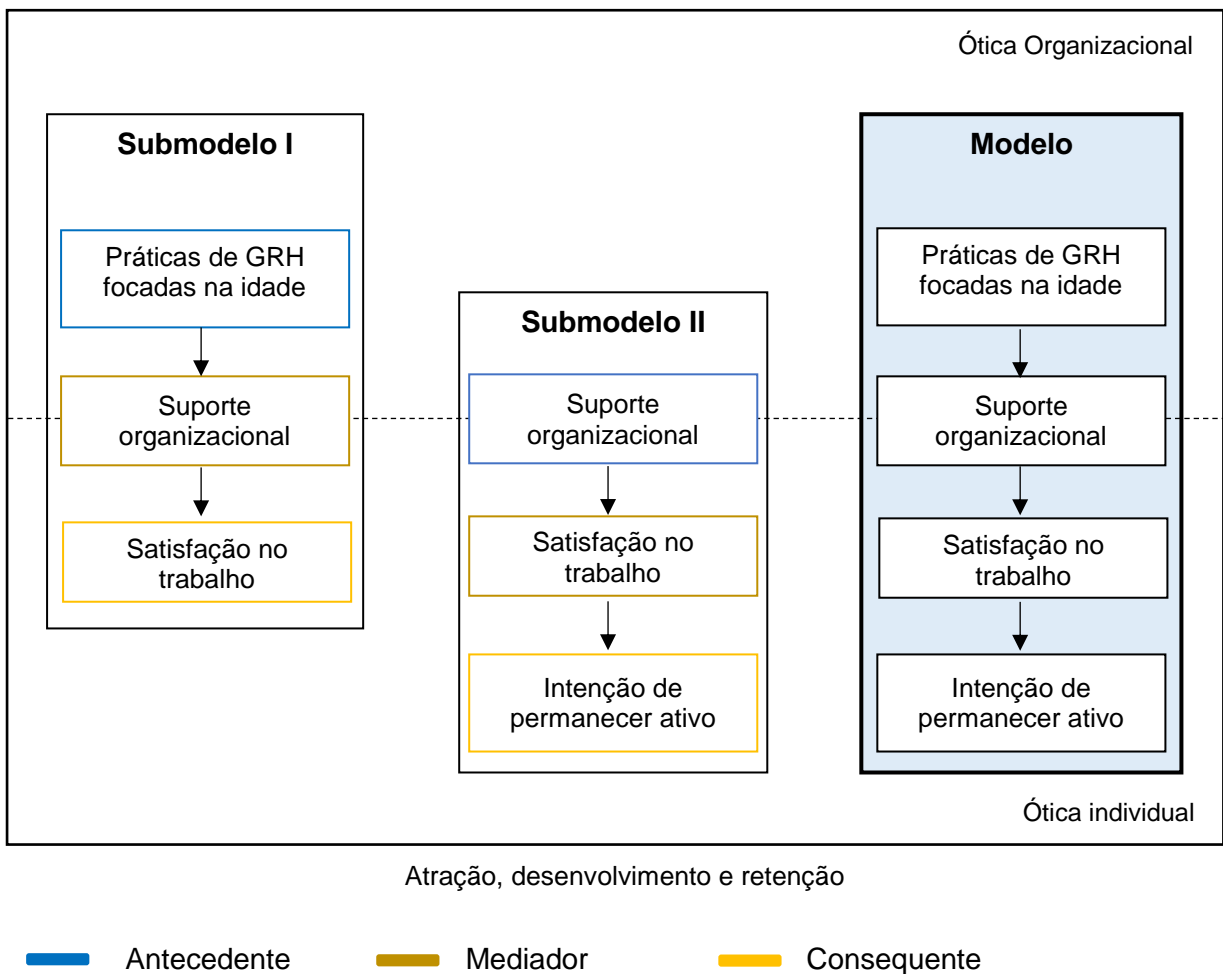 Ótica Organizacional
Submodelo I
Práticas de GRH
focadas na idade
Suporte
organizacional
Satisfação no
trabalho
Submodelo II
Suporte
organizacional
Satisfação no
trabalho
Intenção de
permanecer ativo
Modelo
Práticas de GRH
focadas na idade
Suporte
organizacional
Satisfação no
trabalho
Intenção de
permanecer ativo
Ótica individual
Atração, desenvolvimento e retenção
Antecedente
Mediador
Consequente